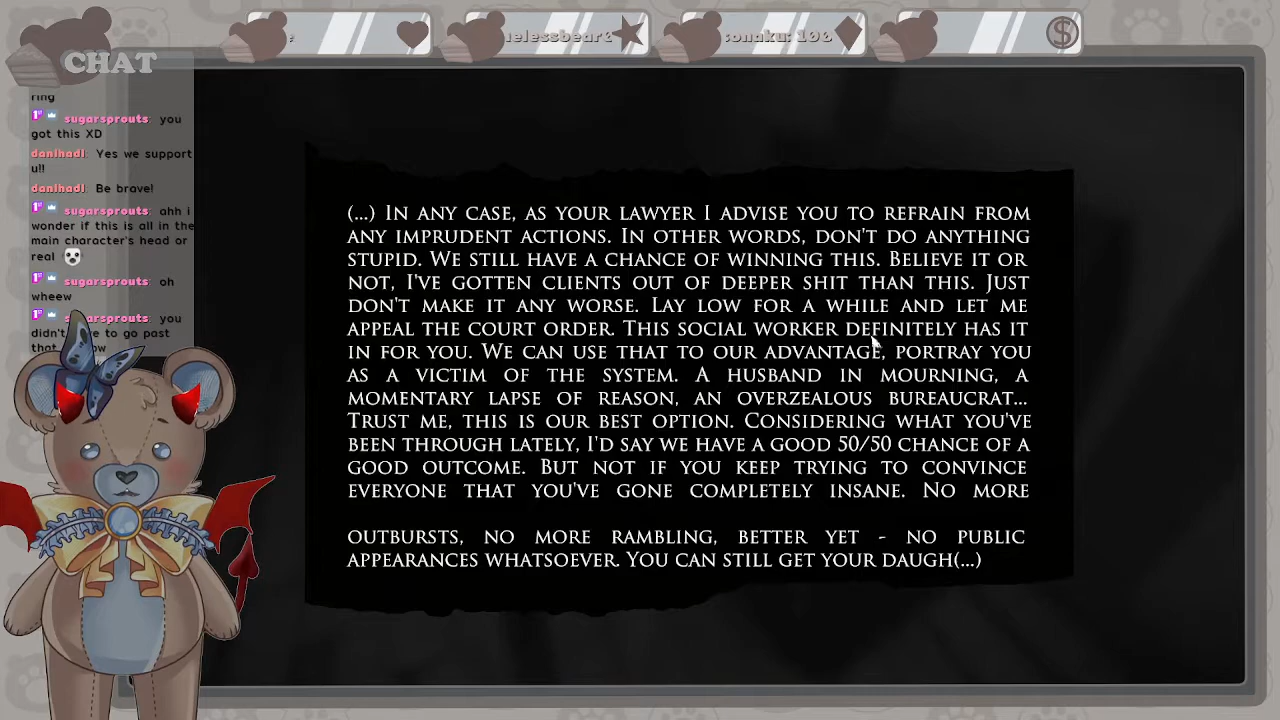 CHAT
ring
sugarsprouts: you
got this XD
danihadl: Yes we support
u!!
danihadl: Be brave!
sugarsprouts: ahh i
wonder if this is all in the
main character's head or
real
sugarsprouts: oh
wheew
sugarsprouts: you
go past
(...) In any case, as your lawyer I advise you to refrain from
any imprudent actions. In other words, don't do anything
stupid. We still have a chance of winning this. Believe it or
not, I've gotten clients out of deeper shit than this. Just
don't make it any worse. Lay low for a while and let me
appeal the court order. This social worker definitely has it
in for you. We can use that to our advantage, portray you
as a victim of the system. A husband in mourning, a
momentary lapse of reason, an overzealous bureaucrat...
Trust me, this is our best option. Considering what you've
been through lately, I'd say we have a good 50/50 chance of a
good outcome. But not if you keep trying to convince
everyone that you've gone completely insane. No more
outbursts, no more rambling, better yet - no public
appearances whatsoever. You can still get your daugh(...)